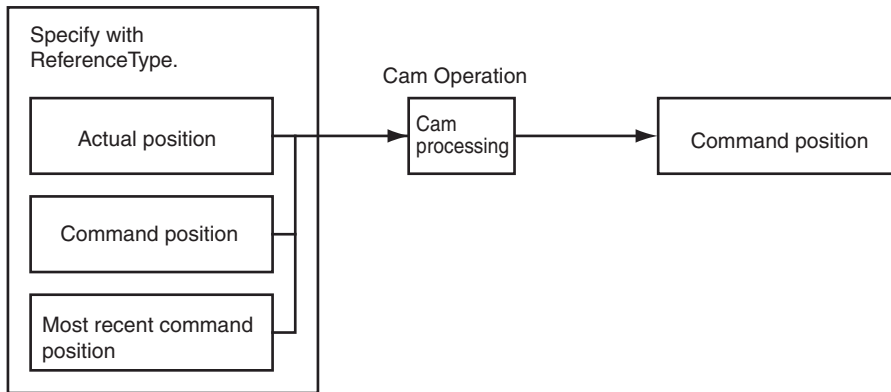 Specify with
ReferenceType.
Actual position
Command position
Most recent command
position
Cam Operation
Cam
processing
Command position